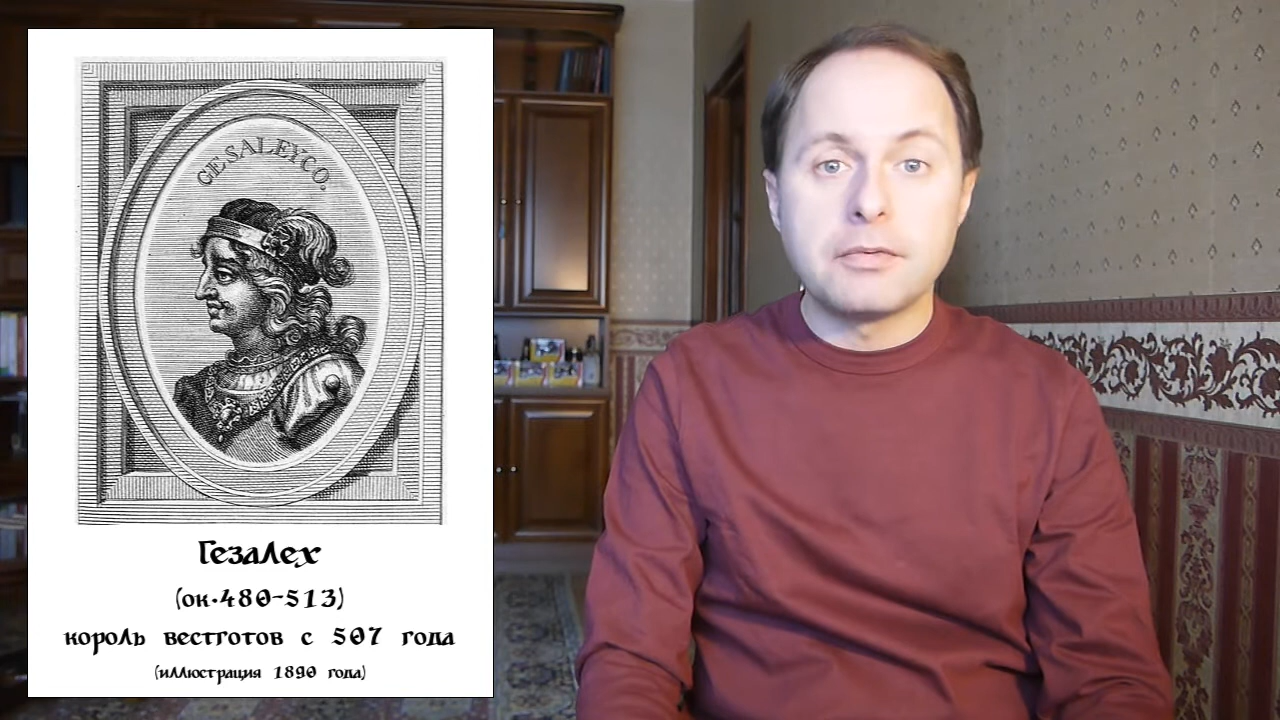 GESALEYCO.
Гезалех
(ок.480-513)
король вестготов с 507 года
(иллюстрация 1890 года)